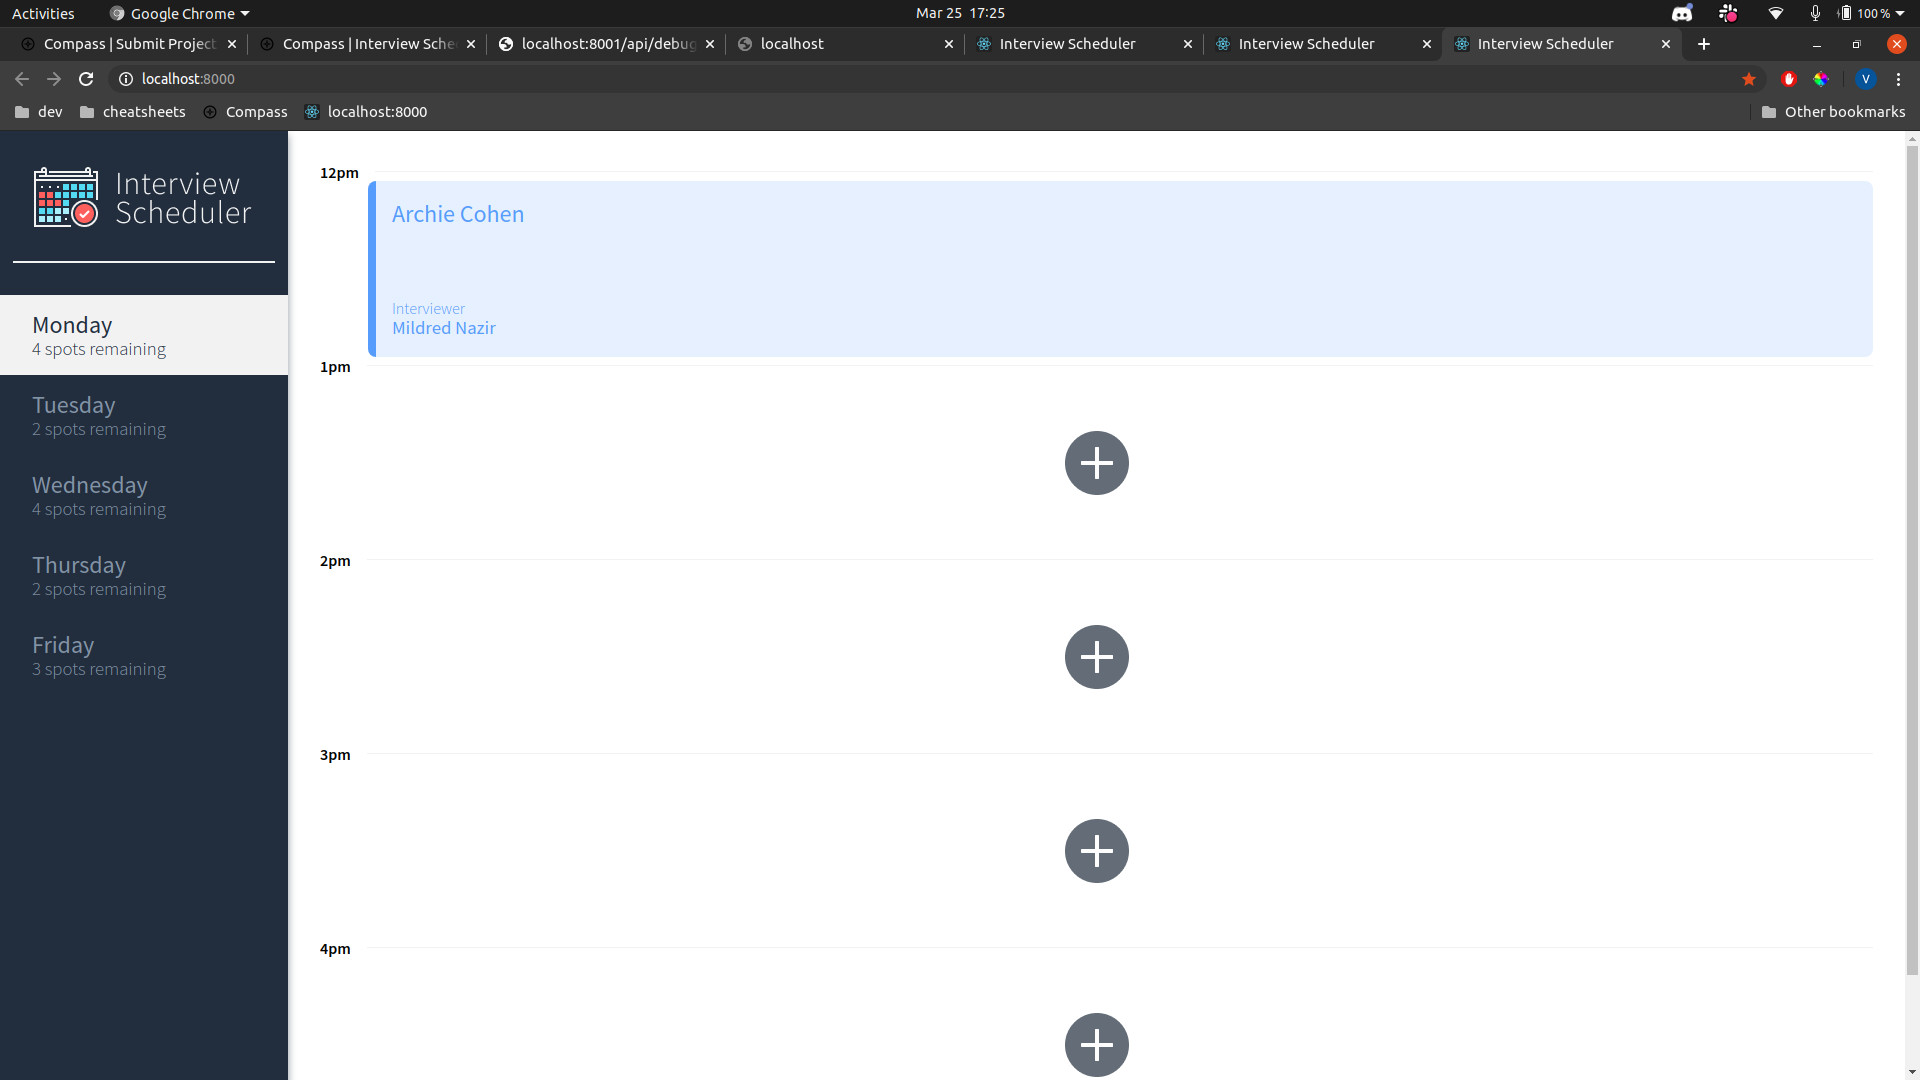 Activities
Google Chrome
Mar 25 17:25
100 %
Compass | Submit Project
Compass | Interview Sche
localhost:8001/api/debug
localhost
Interview Scheduler
Interview Scheduler
Interview Scheduler
localhost:8000
V
dev
cheatsheets
Compass
localhost:8000
Other bookmarks
Interview
Scheduler
Monday
4 spots remaining
Tuesday
2 spots remaining
Wednesday
4 spots remaining
Thursday
2 spots remaining
Friday
3 spots remaining
12pm
Archie Cohen
Interviewer
Mildred Nazir
1pm
2pm
3pm
4pm